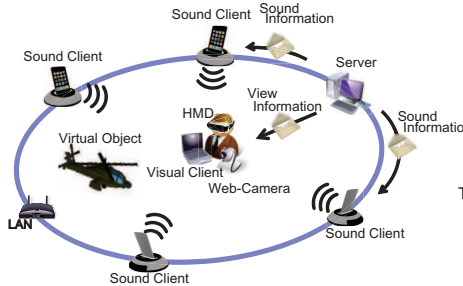 Sound Client
Sound
Information
Sound Client
Server
View
Information
HMD
Sound
Information
Virtual Object
Visual Client
Web-Camera
T
LAN
Sound Client
Sound Client